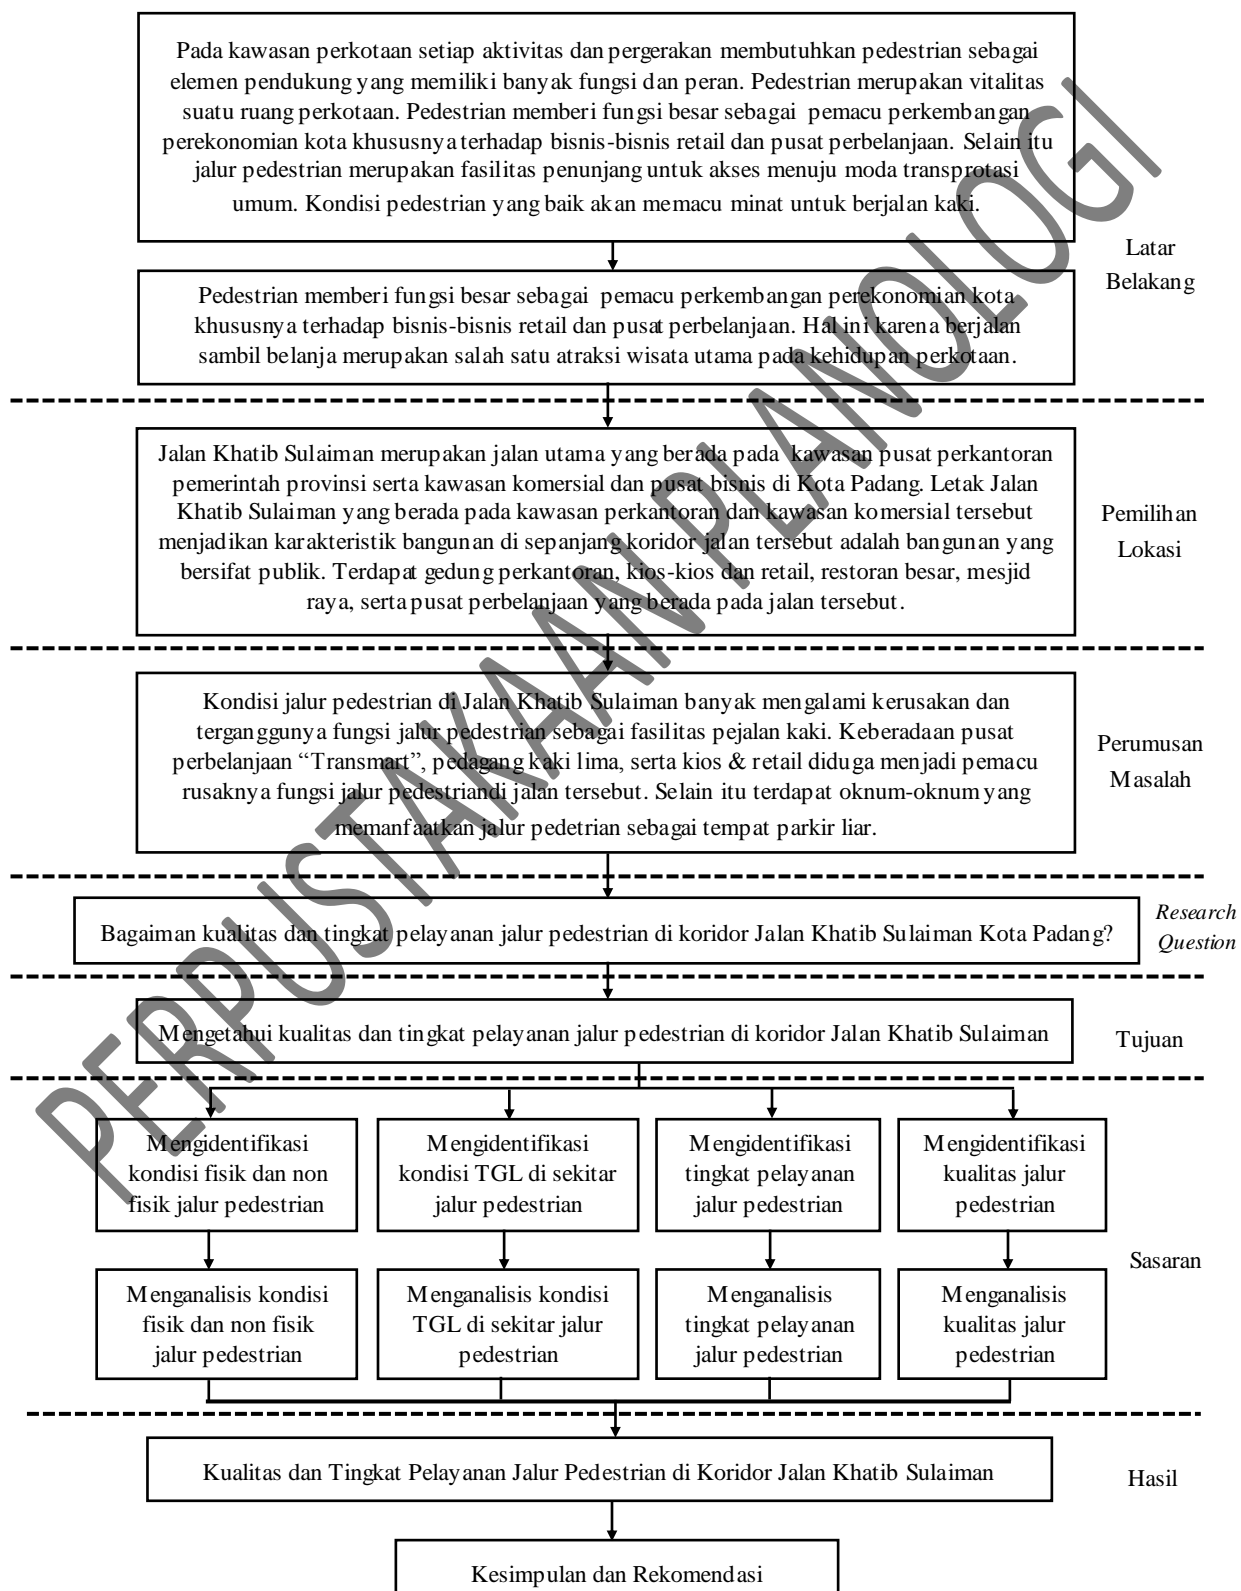 Pada kawasan perkotaan setiap aktivitas dan pergerakan membutuhkan pedestrian sebagai
elemen pendukung yang memiliki banyak fungsi dan peran. Pedestrian merupakan vitalitas
suatu ruang perkotaan. Pedestrian memberi fungsi besar sebagai pemacu perkembangan
perekonomian kota khususnya terhadap bisnis-bisnis retail dan pusat perbelanjaan. Selain itu
jalur pedestrian merupakan fasilitas penunjang untuk akses menuju moda transprotasi
umum. Kondisi pedestrian yang baik akan memacu minat untuk berjalan kaki.
Latar
Belakang
Pedestrian memberi fungsi besar sebagai pemacu perkembangan perekonomian kota
khususnya terhadap bisnis-bisnis retail dan pusat perbelanjaan. Hal ini karena berjalan
sambil belanja merupakan salah satu atraksi wisata utama pada kehidupan perkotaan.
Jalan Khatib Sulaiman merupakan jalan utama yang berada pada kawasan pusat perkantoran
pemerintah provinsi serta kawasan komersial dan pusat bisnis di Kota Padang. Letak Jalan
Khatib Sulaiman yang berada pada kawasan perkantoran dan kawasan komersial tersebut
menjadikan karakteristik bangunan di sepanjang koridor jalan tersebut adalah bangunan yang
bersifat publik. Terdapat gedung perkantoran, kios-kios dan retail, restoran besar, mesjid
raya, serta pusat perbelanjaan yang berada pada jalan tersebut.
Pemilihan
Lokasi
Kondisi jalur pedestrian di Jalan Khatib Sulaiman banyak mengalami kerusakan dan
terganggunya fungsi jalur pedestrian sebagai fasilitas pejalan kaki. Keberadaan pusat
perbelanjaan “Transmart”, pedagang kaki lima, serta kios & retail diduga menjadi pemacu
rusaknya fungsi jalur pedestriandi jalan tersebut. Selain itu terdapat oknum-oknum yang
memanfaatkan jalur pedetrian sebagai tempat parkir liar.
Perumusan
Masalah
Bagaiman kualitas dan tingkat pelayanan jalur pedestrian di koridor Jalan Khatib Sulaiman Kota Padang?
Research
Question
Mengetahui kualitas dan tingkat pelayanan jalur pedestrian di koridor Jalan Khatib Sulaiman
Tujuan
Mengidentifikasi
kondisi fisik dan non
fisik jalur pedestrian
Mengidentifikasi
kondisi TGL di sekitar
jalur pedestrian
Mengidentifikasi
tingkat pelayanan
jalur pedestrian
Mengidentifikasi
kualitas jalur
pedestrian
Sasaran
Menganalisis kondisi
fisik dan non fisik
jalur pedestrian
Menganalisis kondisi
TGL di sekitar jalur
pedestrian
Menganalisis
tingkat pelayanan
jalur pedestrian
Menganalisis
kualitas jalur
pedestrian
Kualitas dan Tingkat Pelayanan Jalur Pedestrian di Koridor Jalan Khatib Sulaiman
Hasil
Kesimpulan dan Rekomendasi
PERPUSTAKAAN PLANOLOGI